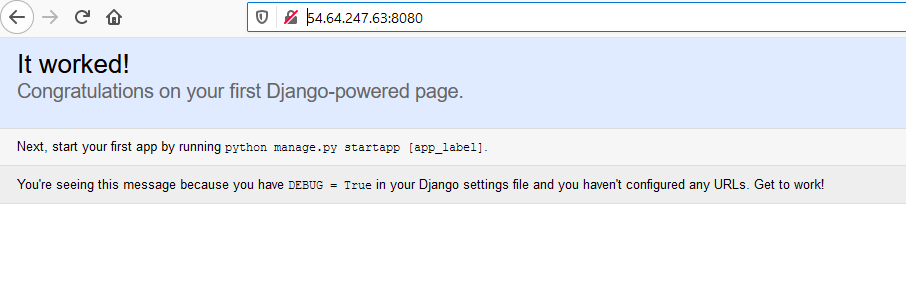 54.64.247.63:8080
It worked!
Congratulations on your first Django-powered page.
Next, start your first app by running python manage.py startapp [app_label].
You're seeing this message because you have DEBUG = True in your Django settings file and you haven't configured any URLs. Get to work!